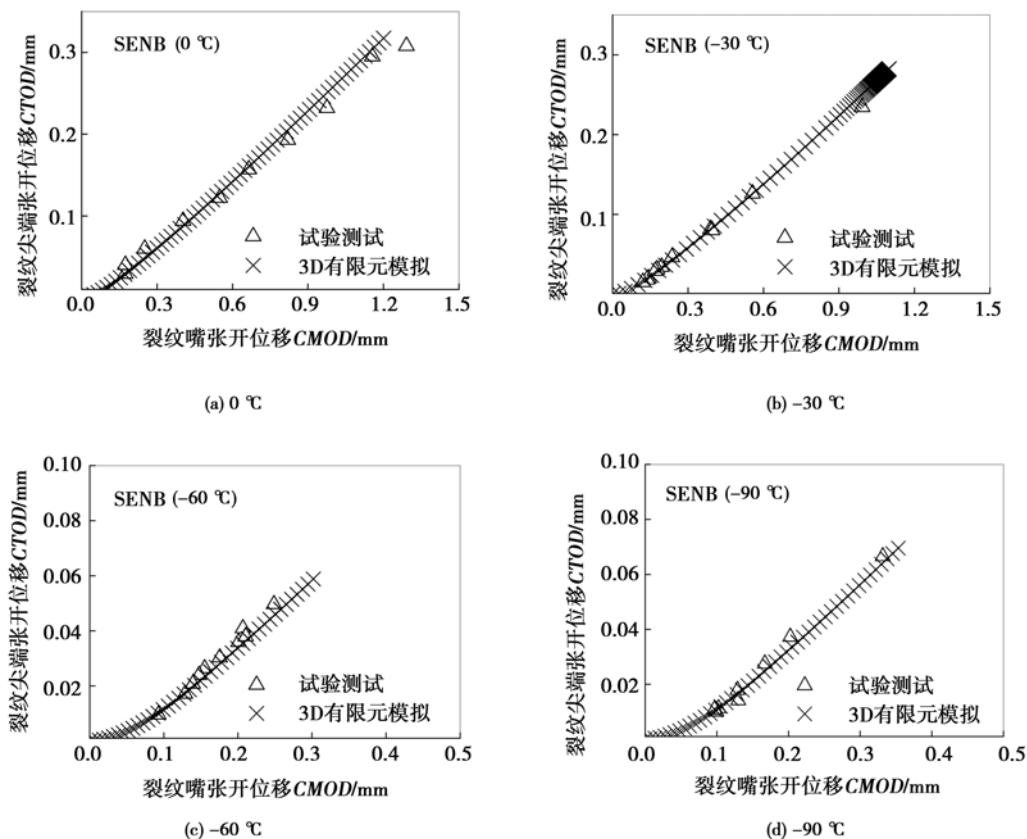 SENB (0 ℃)
裂纹尖端张开位移CTOD/mm
0.3
0.2
0.1
△ 试验测试
× 3D有限元模拟
0.0 0.3 0.6 0.9 1.2 1.5
裂纹嘴张开位移CMOD/mm
(a) 0 ℃
SENB (−30 ℃)
裂纹尖端张开位移CTOD/mm
0.3
0.2
0.1
△ 试验测试
× 3D有限元模拟
0.0 0.3 0.6 0.9 1.2 1.5
裂纹嘴张开位移CMOD/mm
(b) −30 ℃
SENB (−60 ℃)
裂纹尖端张开位移CTOD/mm
0.10
0.08
0.06
0.04
0.02
△ 试验测试
× 3D有限元模拟
0.0 0.1 0.2 0.3 0.4 0.5
裂纹嘴张开位移CMOD/mm
(c) −60 ℃
SENB (−90 ℃)
裂纹尖端张开位移CTOD/mm
0.10
0.08
0.06
0.04
0.02
△ 试验测试
× 3D有限元模拟
0.0 0.1 0.2 0.3 0.4 0.5
裂纹嘴张开位移CMOD/mm
(d) −90 ℃